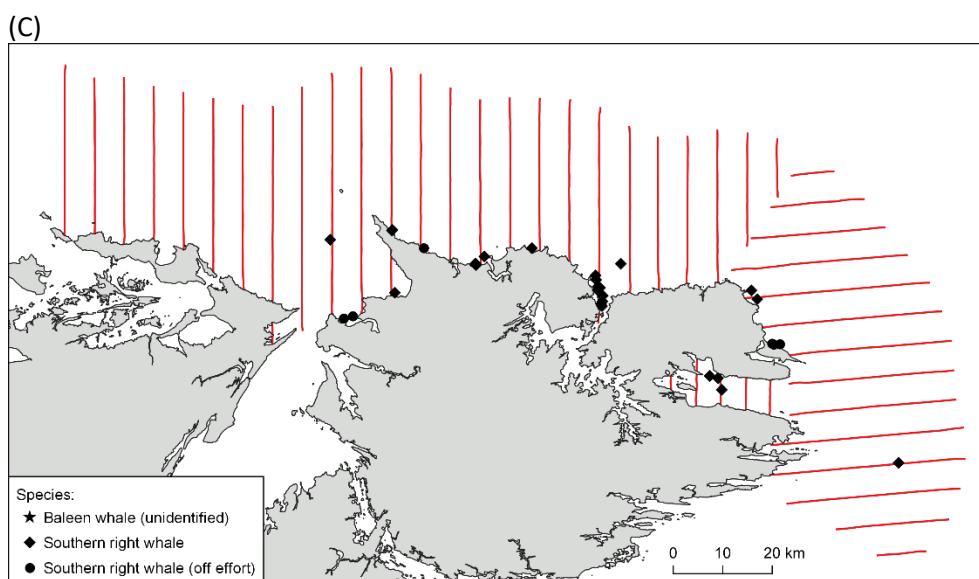 (C)
Species:
Baleen whale (unidentified)
Southern right whale
Southern right whale (off effort)
0 10 20 km